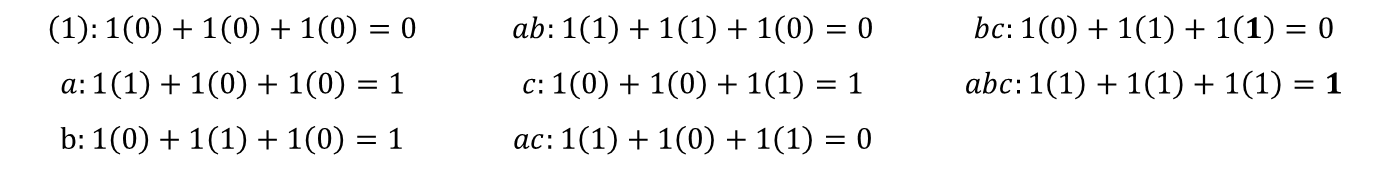 (1): 1(0) + 1(0) + 1(0) = 0
a: 1(1) + 1(0) + 1(0) = 1
b: 1(0) + 1(1) + 1(0) = 1
ab: 1(1) + 1(1) + 1(0) = 0
c: 1(0) + 1(0) + 1(1) = 1
ac: 1(1) + 1(0) + 1(1) = 0
bc: 1(0) + 1(1) + 1(1) = 0
abc: 1(1) + 1(1) + 1(1) = 1